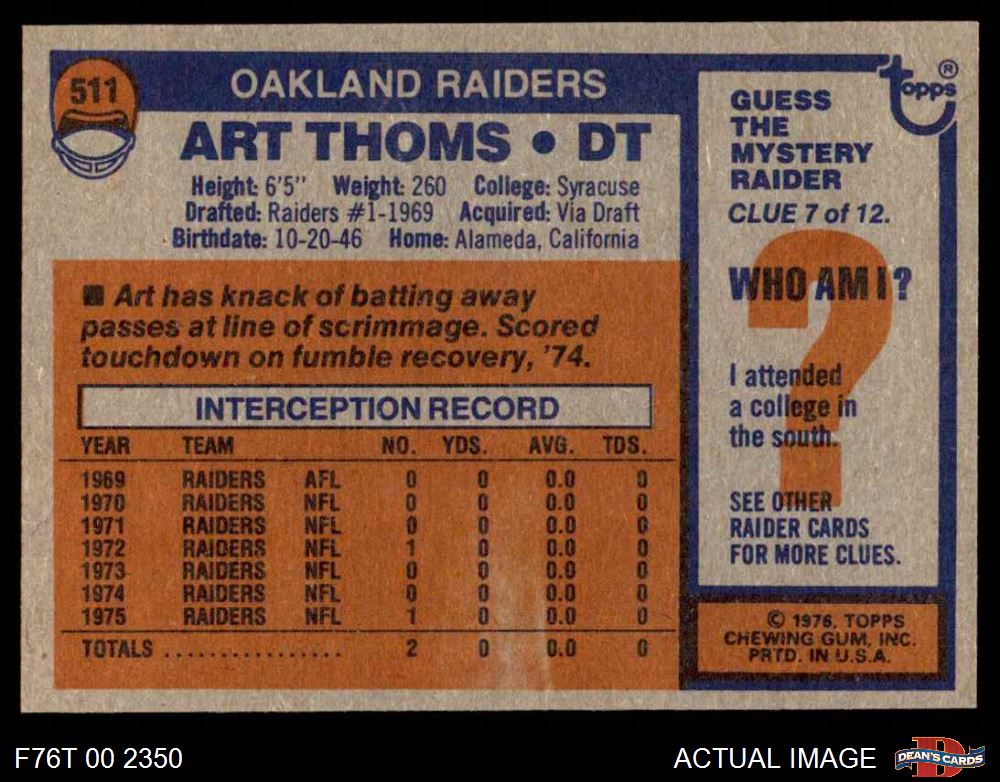 511
OAKLAND RAIDERS
ART THOMS • DT
Height: 6'5" Weight: 260 College: Syracuse
Drafted: Raiders #1-1969 Acquired: Via Draft
Birthdate: 10-20-46 Home: Alameda, California
■ Art has knack of batting away
passes at line of scrimmage. Scored
touchdown on fumble recovery, '74.
INTERCEPTION RECORD
YEAR TEAM NO. YDS. AVG. TDS.
1969 RAIDERS AFL 0 0 0.0 0
1970 RAIDERS NFL 0 0 0.0 0
1971 RAIDERS NFL 0 0 0.0 0
1972 RAIDERS NFL 1 0 0.0 0
1973 RAIDERS NFL 0 0 0.0 0
1974 RAIDERS NFL 0 0 0.0 0
1975 RAIDERS NFL 1 0 0.0 0
TOTALS ................ 2 0 0.0 0
topps ®
GUESS
THE
MYSTERY
RAIDER
CLUE 7 of 12.
?
WHO AM I?
I attended
a college in
the south.
SEE OTHER
RAIDER CARDS
FOR MORE CLUES.
© 1976, TOPPS
CHEWING GUM, INC.
PRTD. IN U.S.A.
F76T 00 2350
ACTUAL IMAGE
D
DEAN'S CARDS